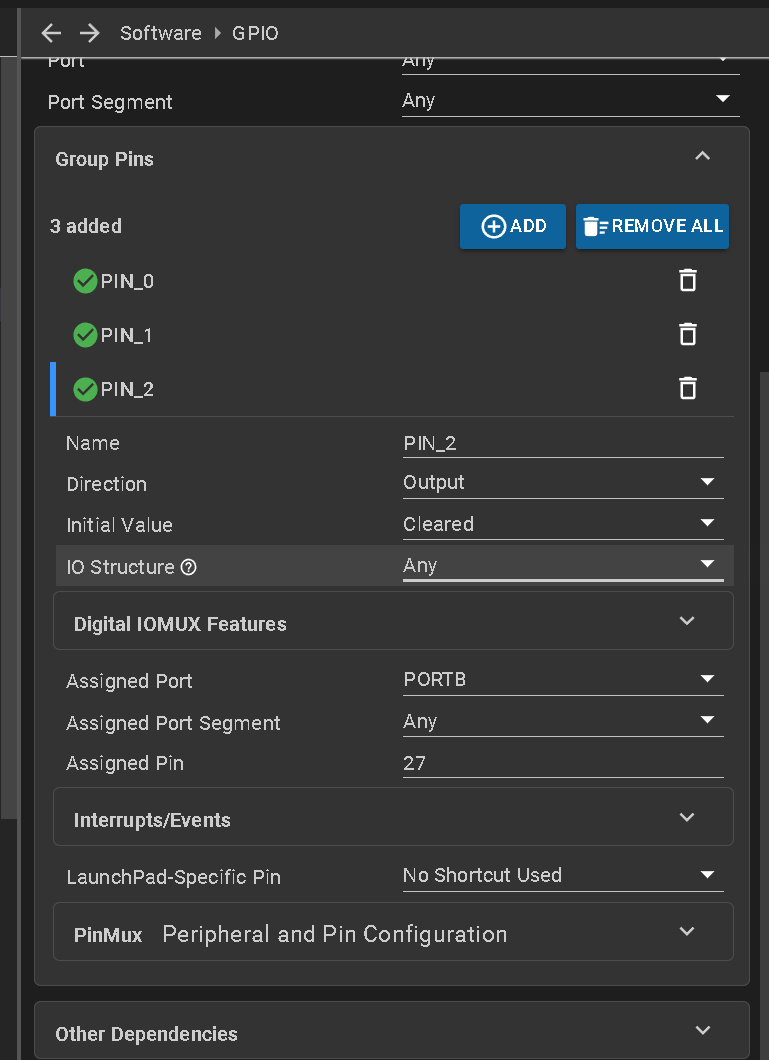 Software GPIO
Port Any
Port Segment Any
Group Pins
3 added ADD REMOVE ALL
PIN_0
PIN_1
PIN_2
Name PIN_2
Direction Output
Initial Value Cleared
IO Structure Any
Digital IOMUX Features
Assigned Port PORTB
Assigned Port Segment Any
Assigned Pin 27
Interrupts/Events
LaunchPad-Specific Pin No Shortcut Used
PinMux Peripheral and Pin Configuration
Other Dependencies